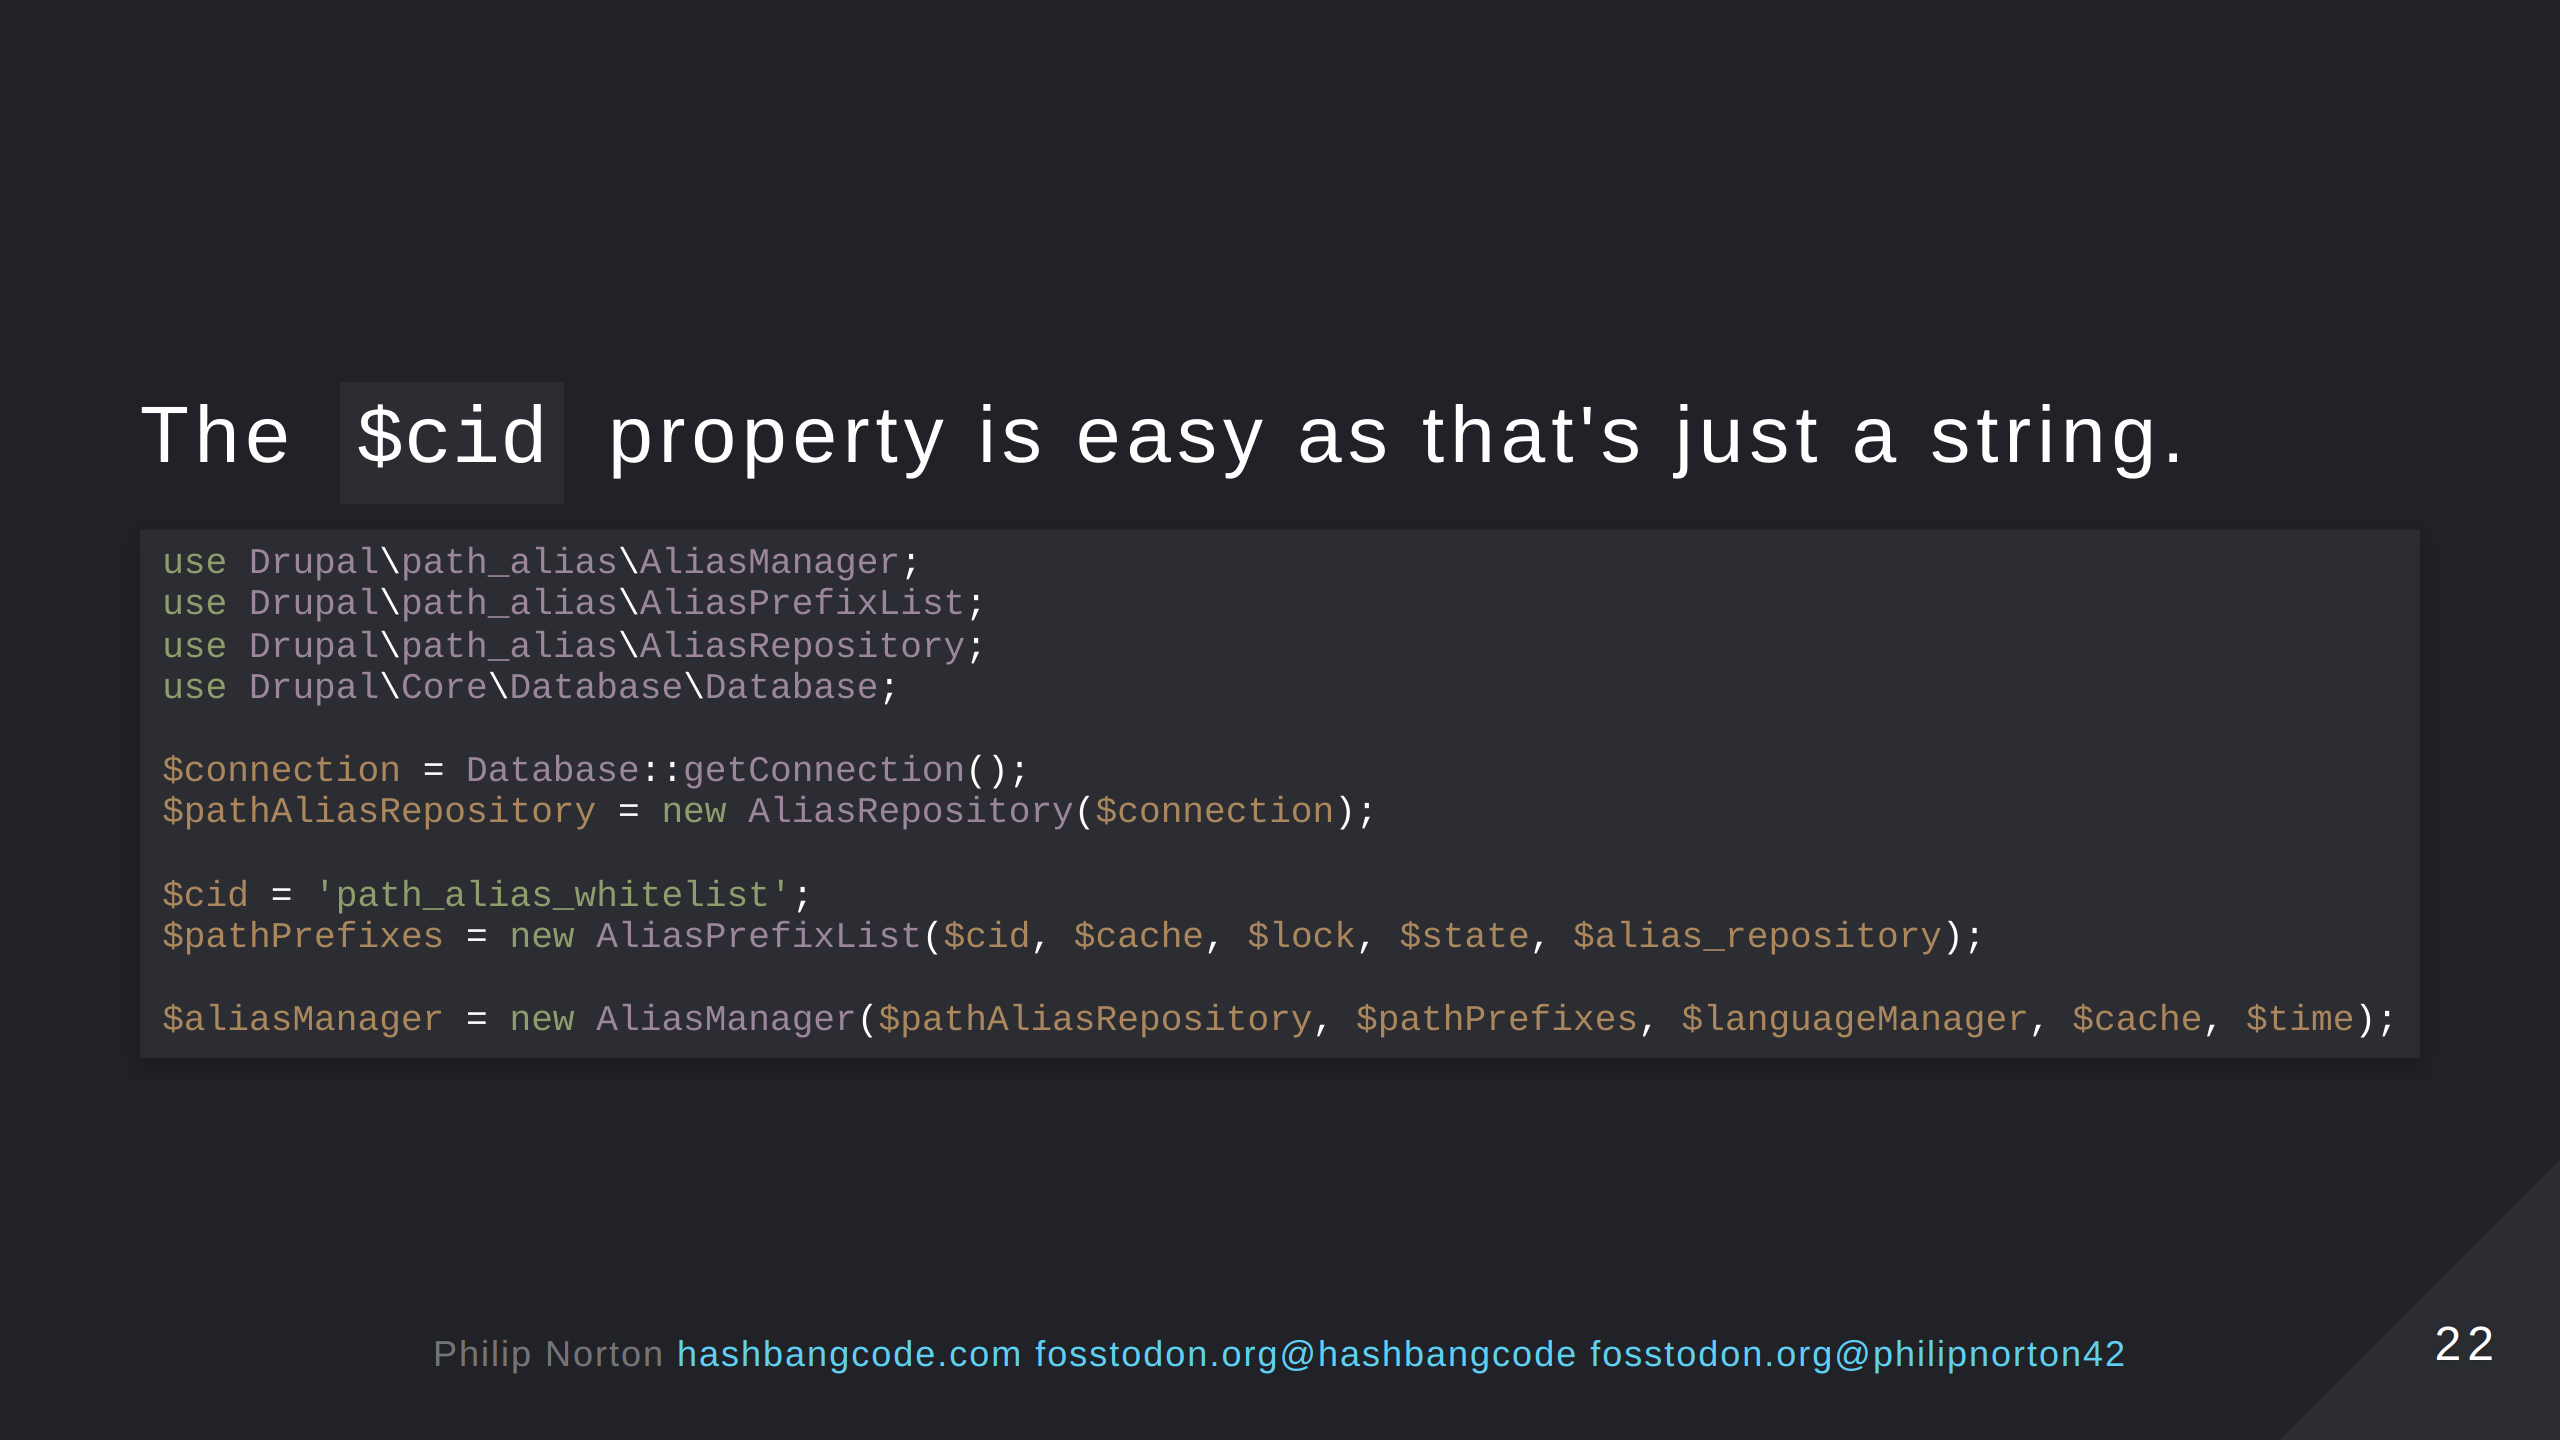 The $cid property is easy as that's just a string.
use Drupal\path_alias\AliasManager;
use Drupal\path_alias\AliasPrefixList;
use Drupal\path_alias\AliasRepository;
use Drupal\Core\Database\Database;
$connection = Database::getConnection();
$pathAliasRepository = new AliasRepository($connection);
$cid = 'path_alias_whitelist';
$pathPrefixes = new AliasPrefixList($cid, $cache, $lock, $state, $alias_repository);
$aliasManager = new AliasManager($pathAliasRepository, $pathPrefixes, $languageManager, $cache, $time);
Philip Norton hashbangcode.com fosstodon.org@hashbangcode fosstodon.org@philipnorton42
22